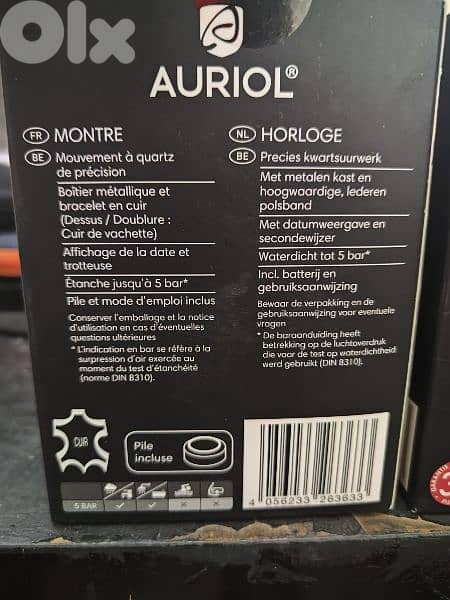 OLX
AURIOL®
FR MONTRE
BE Mouvement à quartz
de précision
Boîtier métallique et
bracelet en cuir
(Dessus / Doublure :
Cuir de vachette)
Affichage de la date et
trotteuse
Étanche jusqu'à 5 bar*
Pile et mode d'emploi inclus
Conserver l'emballage et la notice
d'utilisation en cas d'éventuelles
questions ultérieures
* L'indication en bar se réfère à la
surpression d'air exercée au
moment du test d'étanchéité
(norme DIN 8310).
NL HORLOGE
BE Precies kwartsuurwerk
Met metalen kast en
hoogwaardige, lederen
polsband
Met datumweergave en
secondewijzer
Waterdicht tot 5 bar*
Incl. batterij en
gebruiksaanwijzing
Bewaar de verpakking en de
gebruiksaanwijzing voor eventuele
vragen
* De baraanduiding heeft
betrekking op de luchtoverdruk
die voor de test op waterdichtheid
werd gebruikt (DIN 8310).
CUIR
Pile
incluse
5 BAR
4 056233 263633
GARANTIE
3